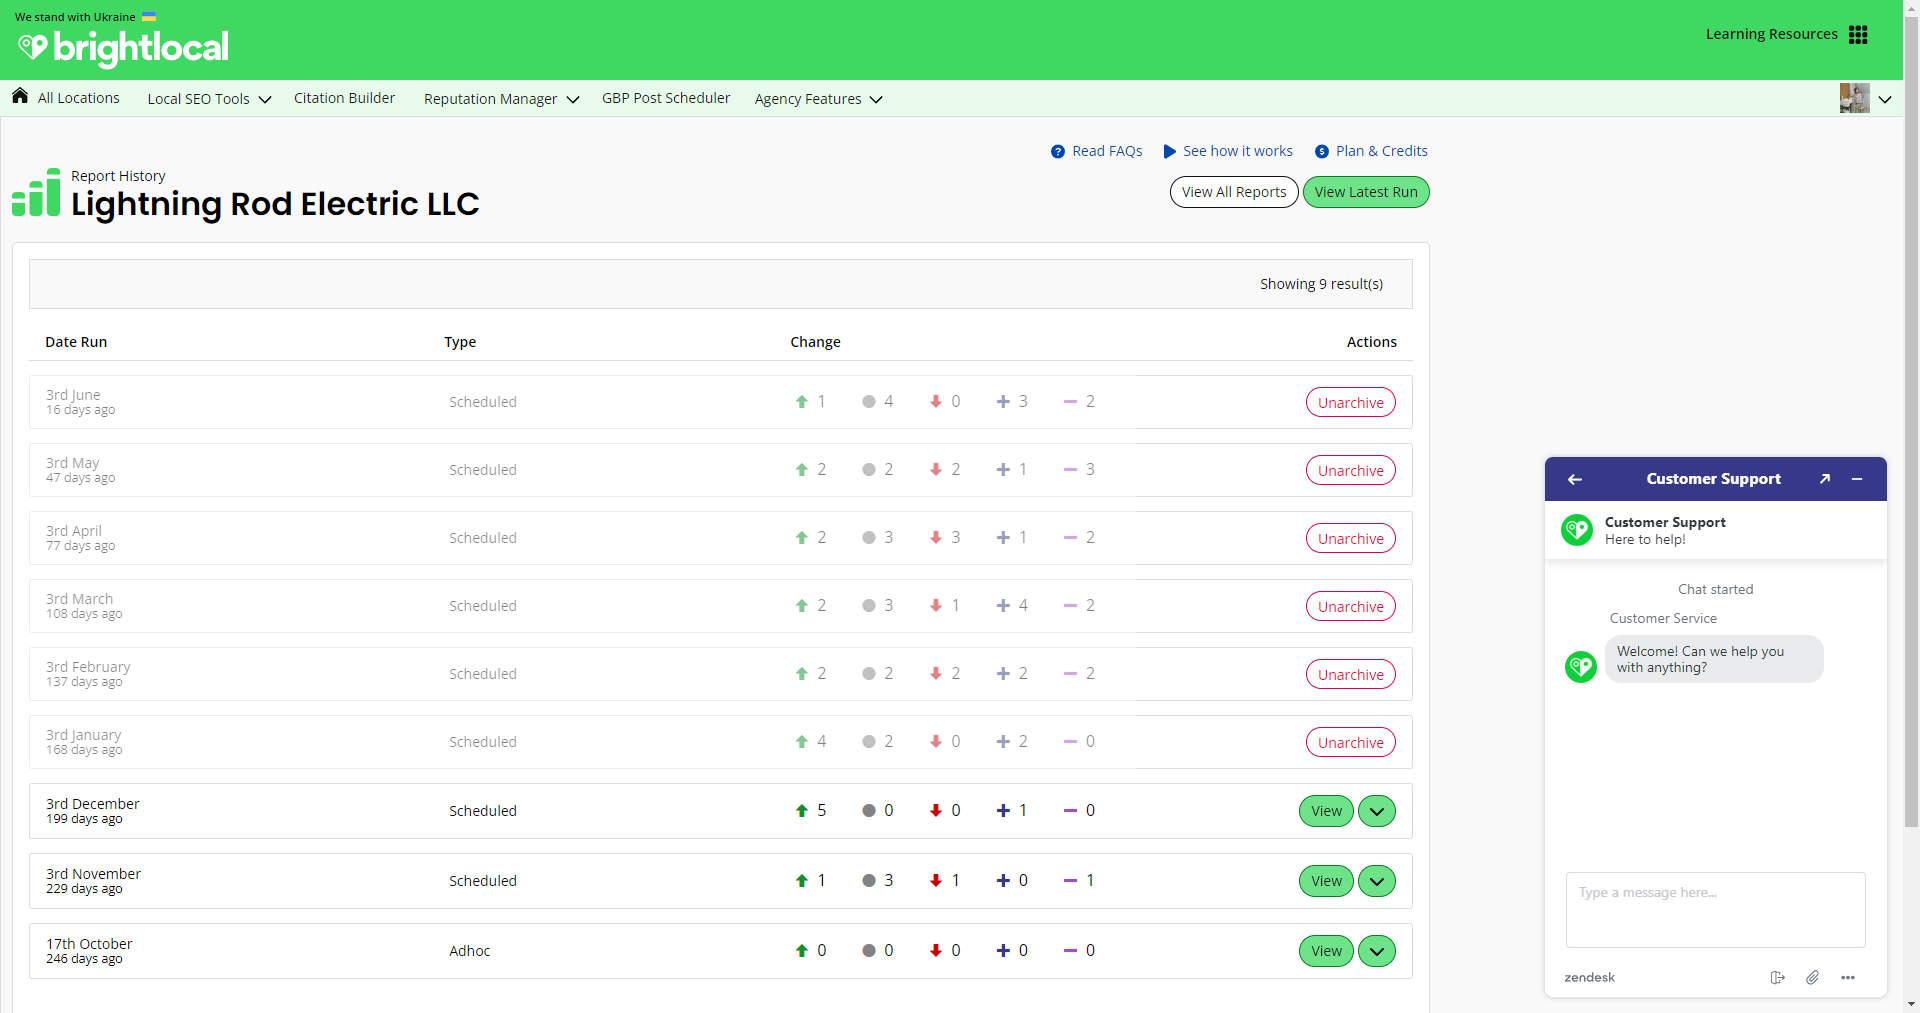 We stand with Ukraine
brightlocal
Learning Resources
All Locations
Local SEO Tools
Citation Builder
Reputation Manager
GBP Post Scheduler
Agency Features
Read FAQs
See how it works
Plan & Credits
Report History
Lightning Rod Electric LLC
View All Reports
View Latest Run
Showing 9 result(s)
Date Run Type Change Actions
3rd June
16 days ago
Scheduled 1 4 0 3 2 Unarchive
3rd May
47 days ago
Scheduled 2 2 2 1 3 Unarchive
3rd April
77 days ago
Scheduled 2 3 3 1 2 Unarchive
3rd March
108 days ago
Scheduled 2 3 1 4 2 Unarchive
3rd February
137 days ago
Scheduled 2 2 2 2 2 Unarchive
3rd January
168 days ago
Scheduled 4 2 0 2 0 Unarchive
3rd December
199 days ago
Scheduled 5 0 0 1 0 View
3rd November
229 days ago
Scheduled 1 3 1 0 1 View
17th October
246 days ago
Adhoc 0 0 0 0 0 View
Customer Support
Customer Support
Here to help!
Chat started
Customer Service
Welcome! Can we help you
with anything?
Type a message here...
zendesk